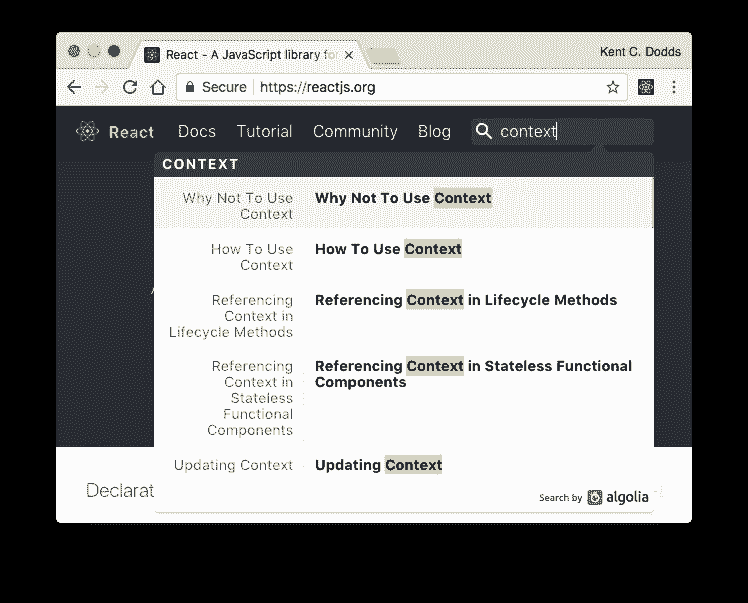 React - A JavaScript library for
Kent C. Dodds
Secure https://reactjs.org
React Docs Tutorial Community Blog context
CONTEXT
Why Not To Use
Context
Why Not To Use Context
How To Use
Context
How To Use Context
Referencing
Context in
Lifecycle Methods
Referencing Context in Lifecycle Methods
Referencing
Context in
Stateless
Functional
Components
Referencing Context in Stateless Functional
Components
Updating Context
Updating Context
Declarat
Search by algolia